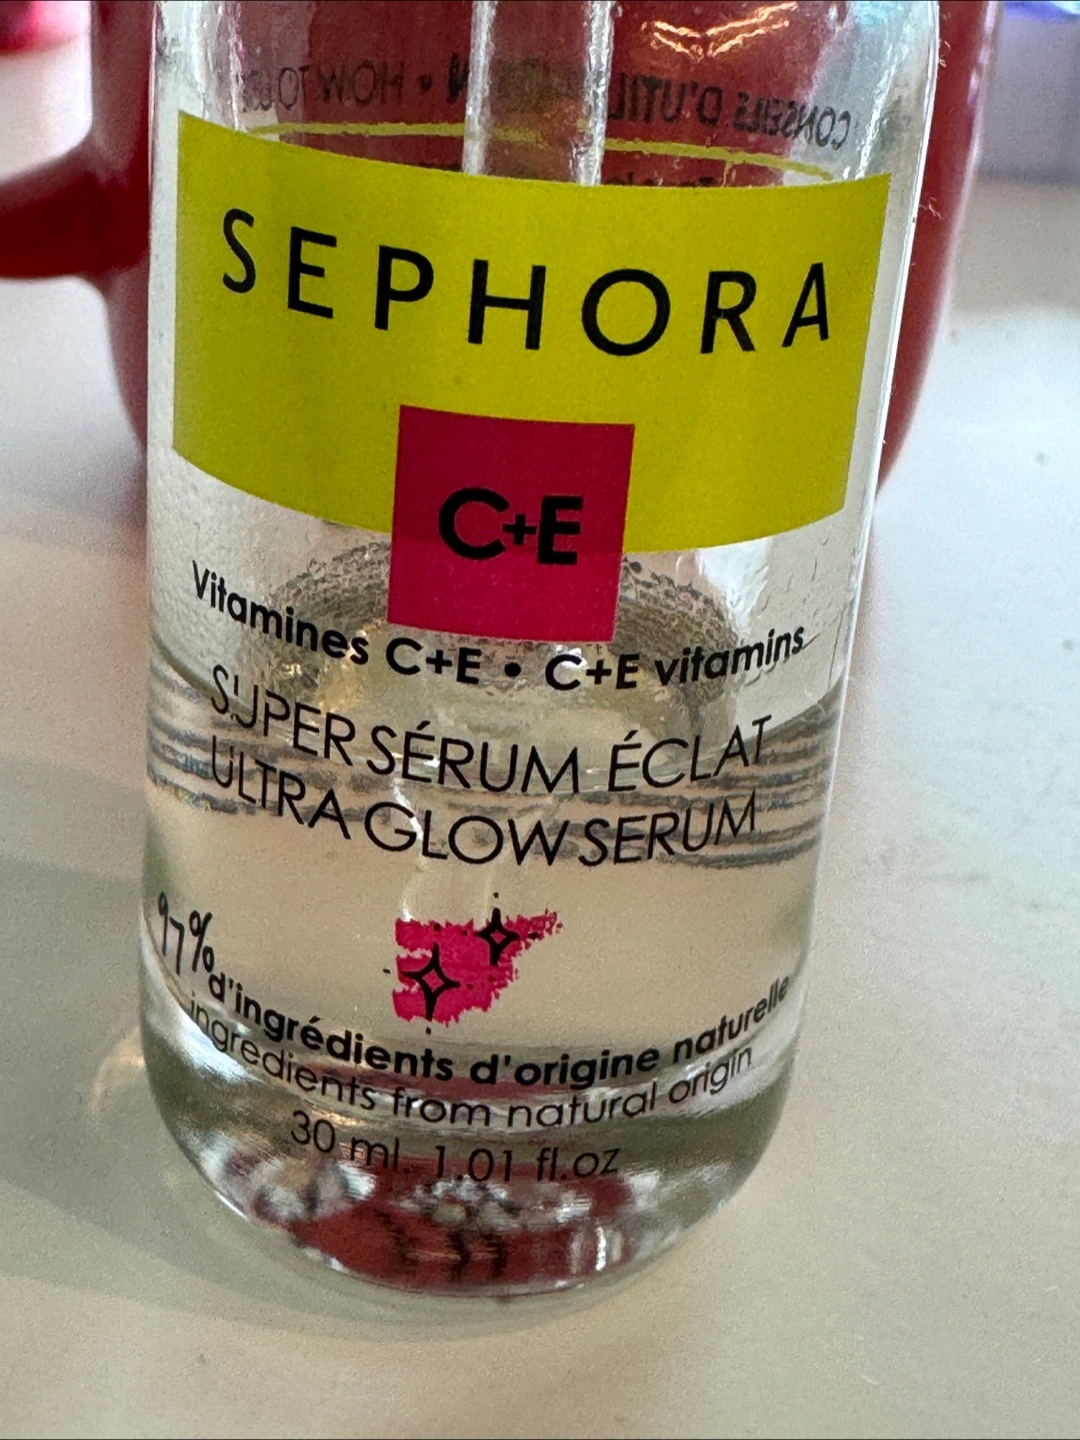 SEPHORA
C+E
Vitamines C+E • C+E vitamins
SUPER SÉRUM ÉCLAT
ULTRA GLOW SERUM
97%
d'ingrédients d'origine naturelle
ingredients from natural origin
30 ml. 1.01 fl.oz